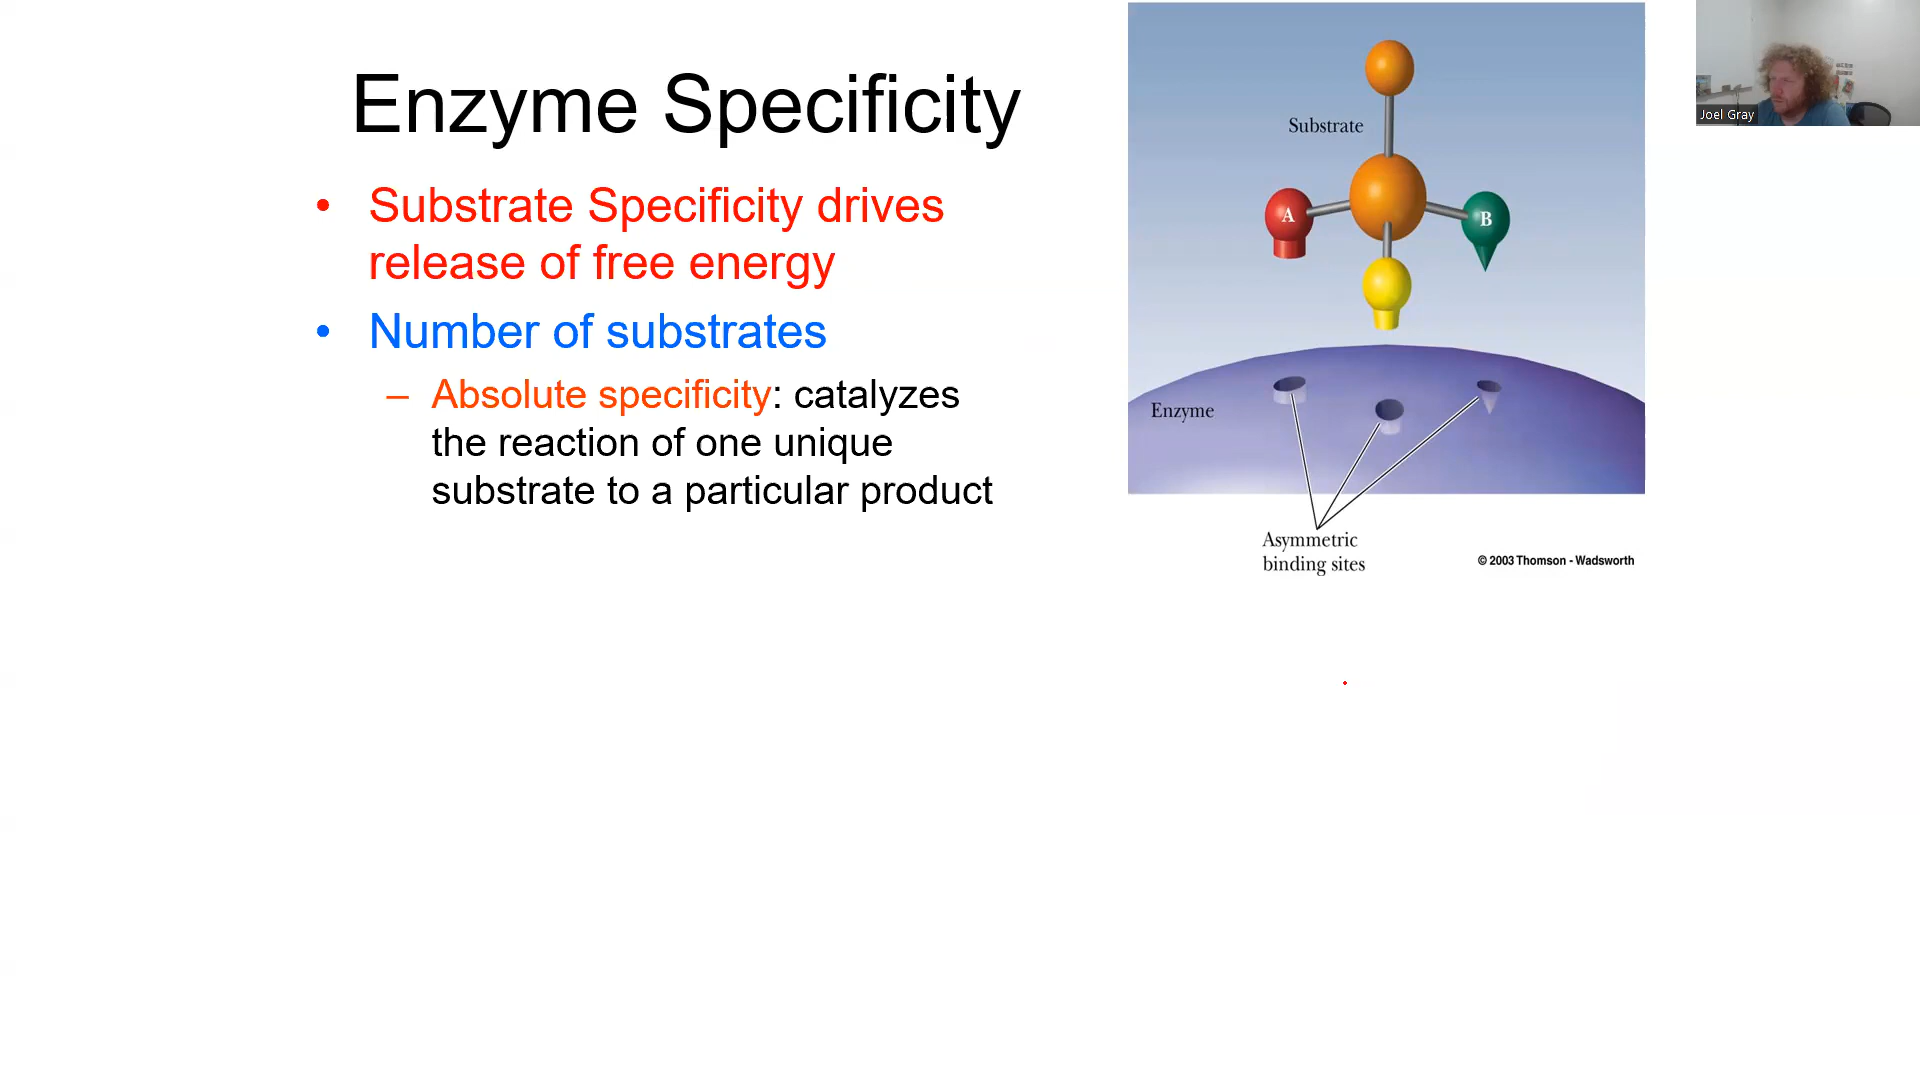 Enzyme Specificity
• Substrate Specificity drives
release of free energy
• Number of substrates
– Absolute specificity: catalyzes
the reaction of one unique
substrate to a particular product
Substrate
A
B
Enzyme
Asymmetric
binding sites
© 2003 Thomson - Wadsworth
Joel Gray